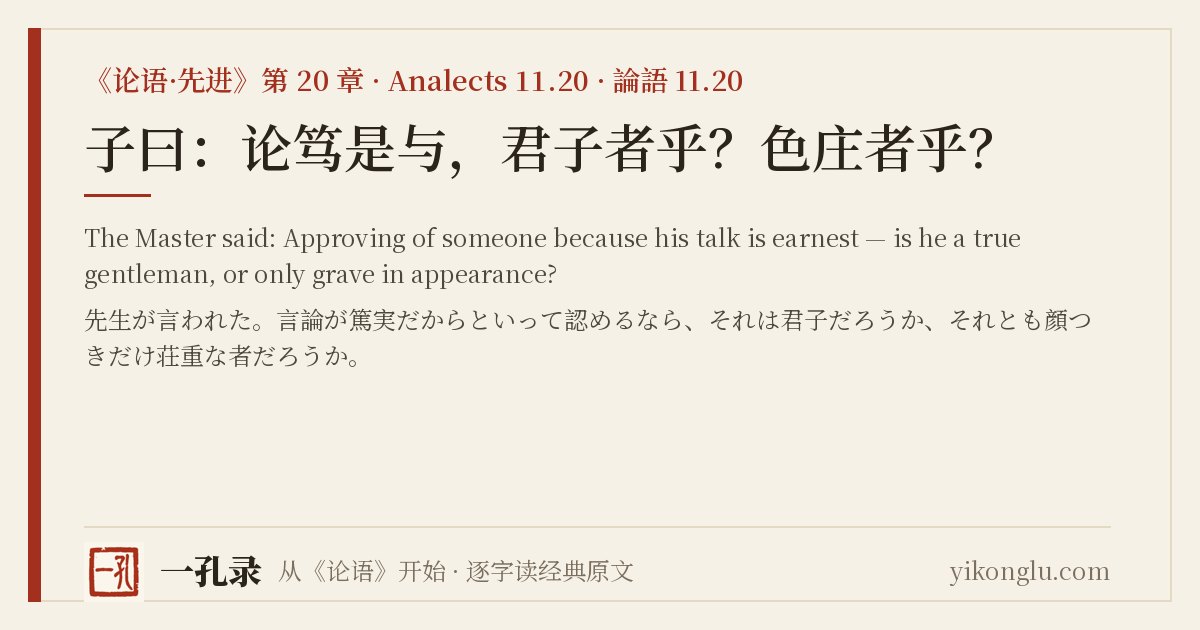 《论语·先进》第 20 章 · Analects 11.20 · 論語 11.20
子曰：论笃是与，君子者乎？色庄者乎？
The Master said: Approving of someone because his talk is earnest — is he a true
gentleman, or only grave in appearance?
先生が言われた。言論が篤実だからといって認めるなら、それは君子だろうか、それとも顔つ
きだけ荘重な者だろうか。
一孔
一孔录 从《论语》开始 · 逐字读经典原文 yikonglu.com